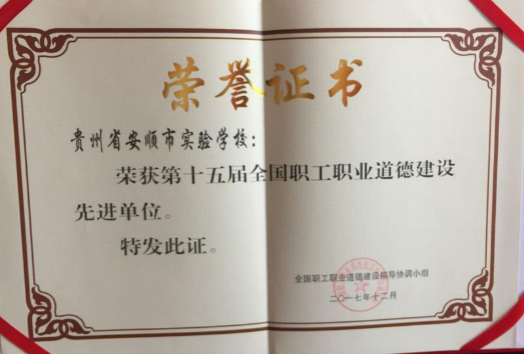 荣誉证书
贵州省安顺市实验学校：
荣获第十五届全国职工职业道德建设
先进单位。
特发此证。
全国职工职业道德建设指导协调小组
二〇一七年十二月